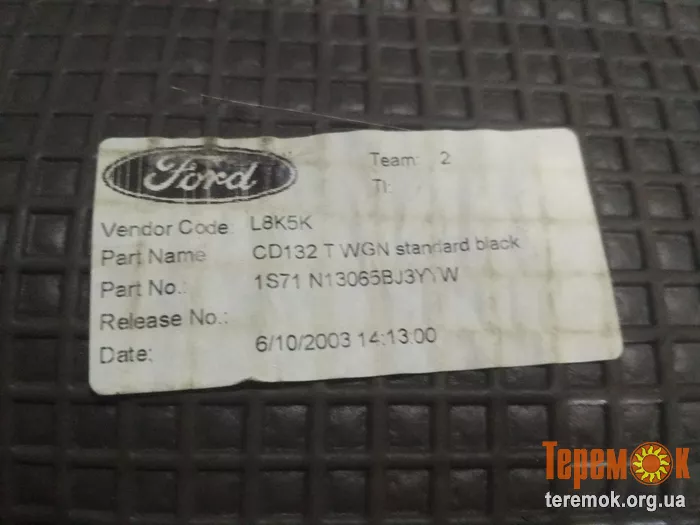 Ford
Team: 2
TI:
Vendor Code: L8K5K
Part Name CD132 T WGN standard black
Part No.: 1S71 N13065BJ3YYW
Release No.:
Date: 6/10/2003 14:13:00
Теремок
teremok.org.ua